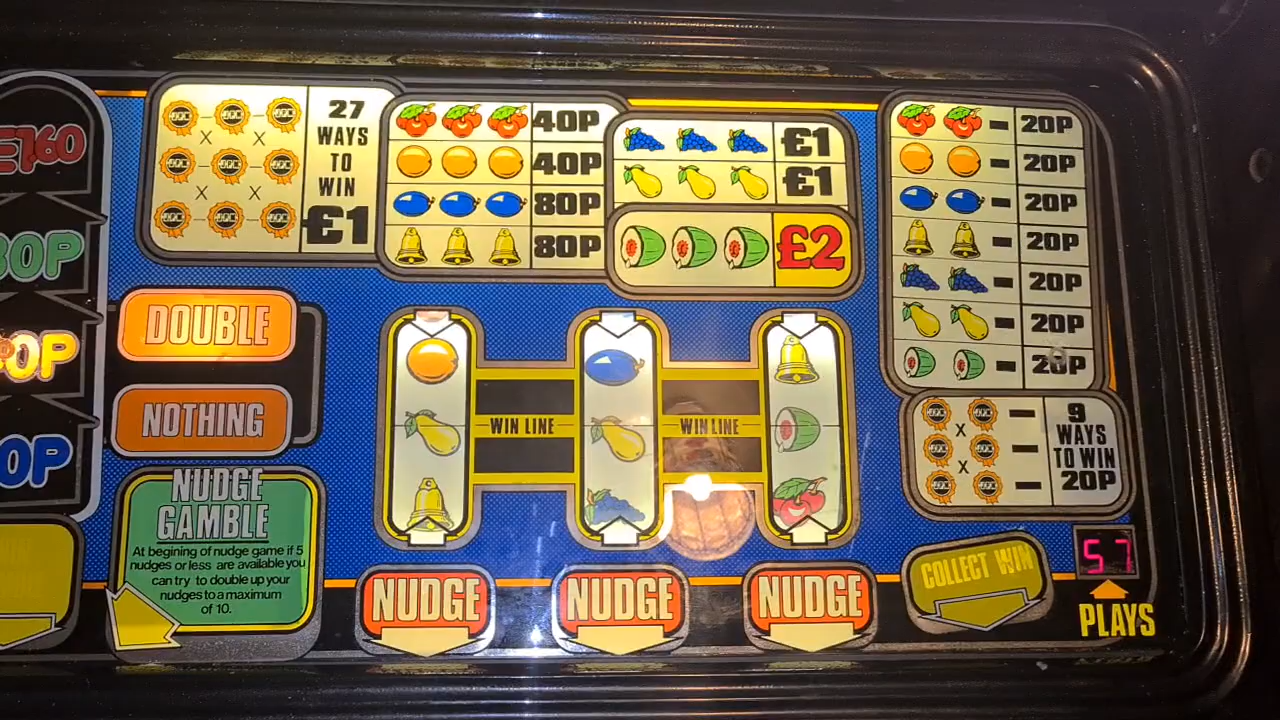 27
WAYS
TO
WIN
£1
40P
40P
80P
80P
£1
£1
£2
20P
20P
20P
20P
20P
20P
20P
9
WAYS
TO WIN
20P
DOUBLE
NOTHING
NUDGE
GAMBLE
At begining of nudge game if 5
nudges or less are available you
can try to double up your
nudges to a maximum
of 10.
WIN LINE
WIN LINE
NUDGE
NUDGE
NUDGE
COLLECT WIN
57
PLAYS